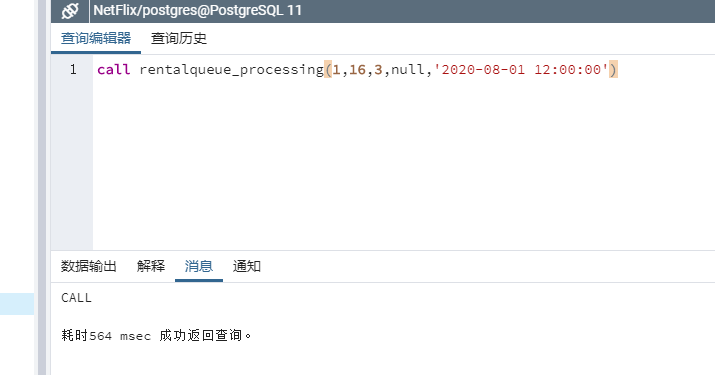 NetFlix/postgres@PostgreSQL 11
查询编辑器 查询历史
1 call rentalqueue_processing(1,16,3,null,'2020-08-01 12:00:00')
数据输出 解释 消息 通知
CALL
耗时564 msec 成功返回查询。